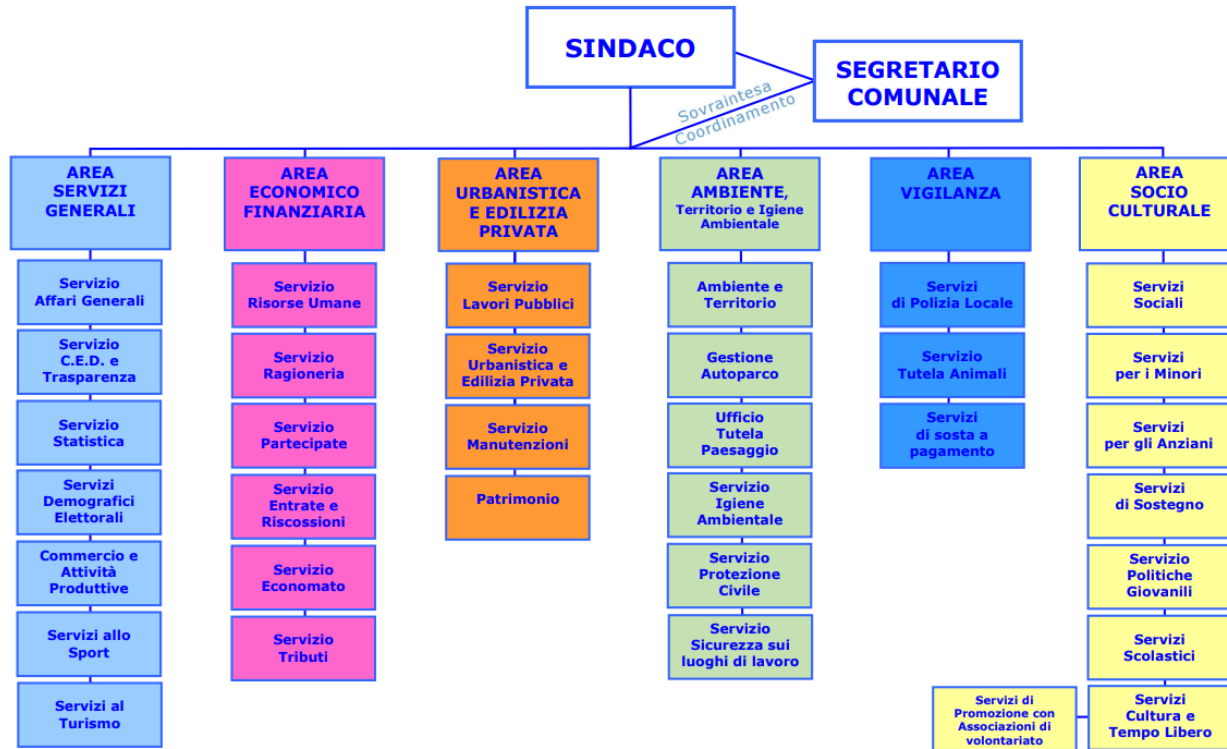 SINDACO
SEGRETARIO
COMUNALE
Sovraintesa
Coordinamento
AREA
SERVIZI
GENERALI
Servizio
Affari Generali
Servizio
C.E.D. e
Trasparenza
Servizio
Statistica
Servizi
Demografici
Elettorali
Commercio e
Attività
Produttive
Servizi allo
Sport
Servizi al
Turismo
AREA
ECONOMICO
FINANZIARIA
Servizio
Risorse Umane
Servizio
Ragioneria
Servizio
Partecipate
Servizio
Entrate e
Riscossioni
Servizio
Economato
Servizio
Tributi
AREA
URBANISTICA
E EDILIZIA
PRIVATA
Servizio
Lavori Pubblici
Servizio
Urbanistica e
Edilizia Privata
Servizio
Manutenzioni
Patrimonio
AREA
AMBIENTE,
Territorio e Igiene
Ambientale
Ambiente e
Territorio
Gestione
Autoparco
Ufficio
Tutela
Paesaggio
Servizio
Igiene
Ambientale
Servizio
Protezione
Civile
Servizio
Sicurezza sui
luoghi di lavoro
AREA
VIGILANZA
Servizi
di Polizia Locale
Servizio
Tutela Animali
Servizi
di sosta a
pagamento
AREA
SOCIO
CULTURALE
Servizi
Sociali
Servizi
per i Minori
Servizi
per gli Anziani
Servizi
di Sostegno
Servizio
Politiche
Giovanili
Servizi
Scolastici
Servizi
Cultura e
Tempo Libero
Servizi di
Promozione con
Associazioni di
volontariato